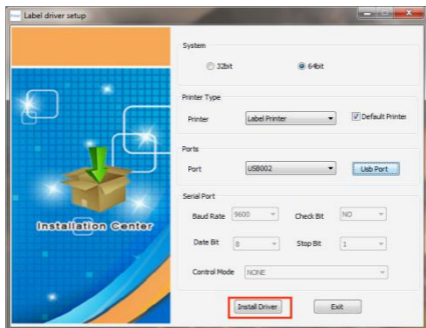 Label driver setup
System
32bit
64bit
Printer Type
Printer
Label Printer
Default Printer
Ports
Port
USB002
Usb Port
Serial Port
Baud Rate
9600
Check Bit
NO
Date Bit
8
Stop Bit
1
Control Mode
NONE
Installation Center
Install Driver
Exit